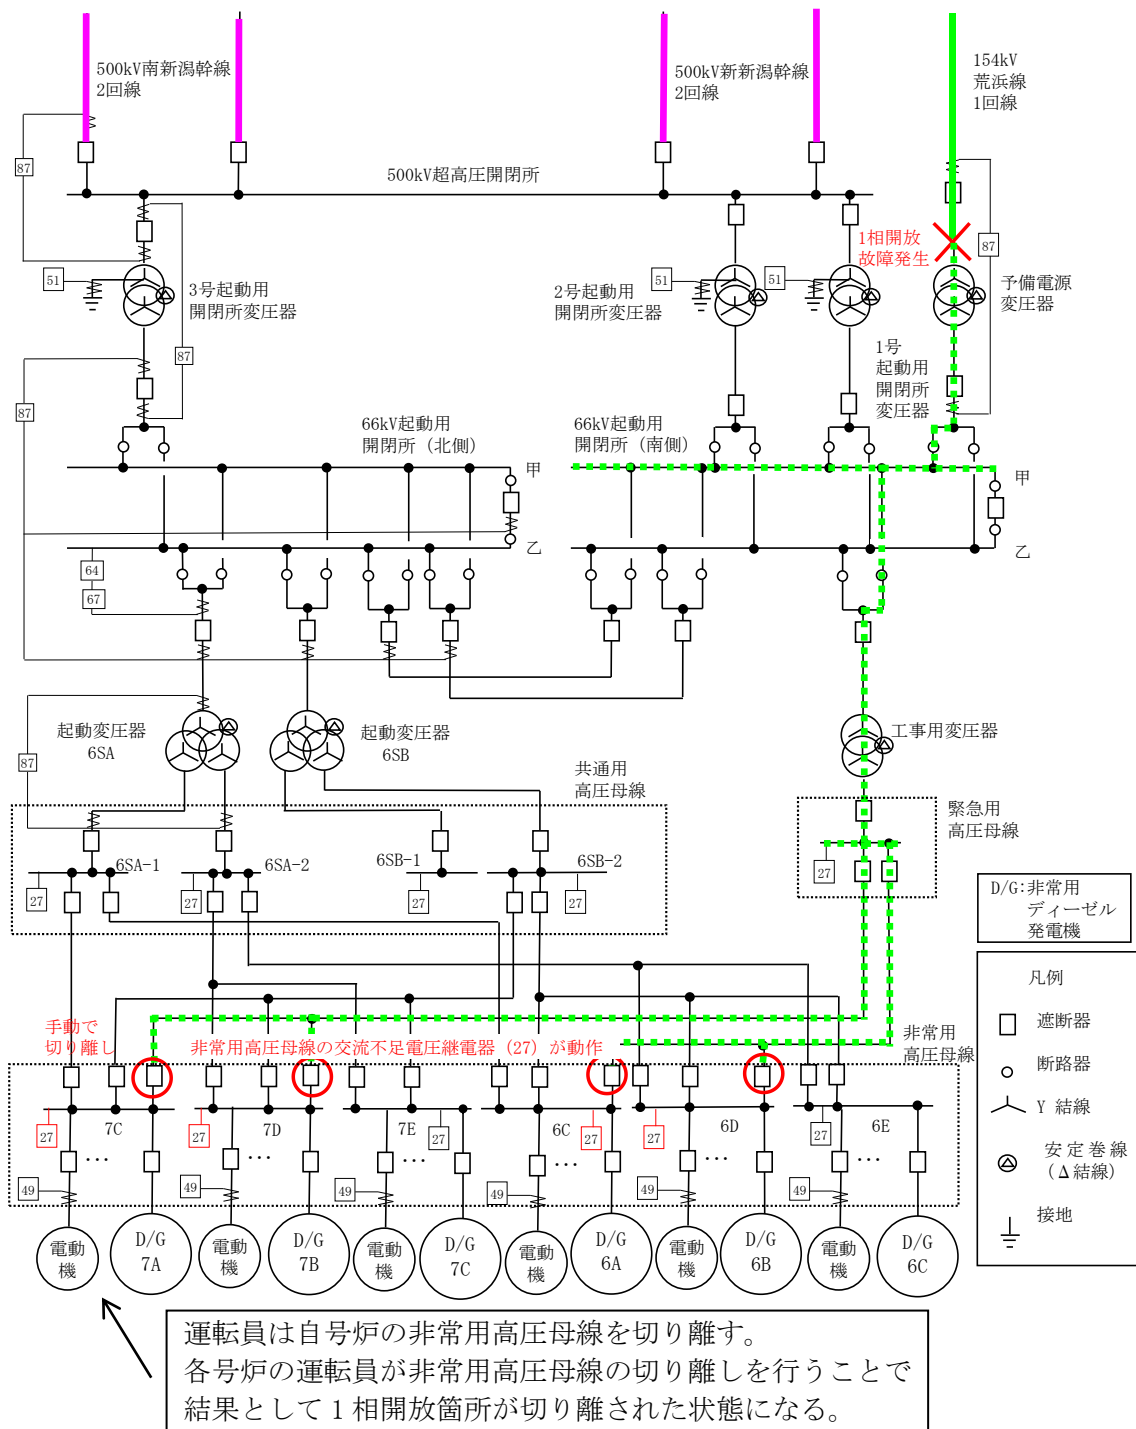 500kV南新潟幹線
2回線
500kV新新潟幹線
2回線
154kV
荒浜線
1回線
87
500kV超高圧開閉所
1相開放
故障発生
87
51
51
51
3号起動用
開閉所変圧器
2号起動用
開閉所変圧器
予備電源
変圧器
87
1号
起動用
開閉所
変圧器
87
66kV起動用
開閉所（北側）
66kV起動用
開閉所（南側）
甲
甲
乙
乙
64
67
起動変圧器
6SA
起動変圧器
6SB
工事用変圧器
87
共通用
高圧母線
緊急用
高圧母線
6SA-1
6SA-2
6SB-1
6SB-2
27
27
27
27
27
D/G:非常用
ディーゼル
発電機
凡例
遮断器
断路器
Y 結線
安定巻線
(Δ結線)
接地
手動で
切り離し
非常用高圧母線の交流不足電圧継電器（27）が動作
非常用
高圧母線
7C
7D
7E
6C
6D
6E
27
27
27
27
27
27
...
...
...
...
...
...
49
49
49
49
49
49
電動
機
D/G
7A
電動
機
D/G
7B
電動
機
D/G
7C
電動
機
D/G
6A
電動
機
D/G
6B
電動
機
D/G
6C
運転員は自号炉の非常用高圧母線を切り離す。
各号炉の運転員が非常用高圧母線の切り離しを行うことで
結果として１相開放箇所が切り離された状態になる。